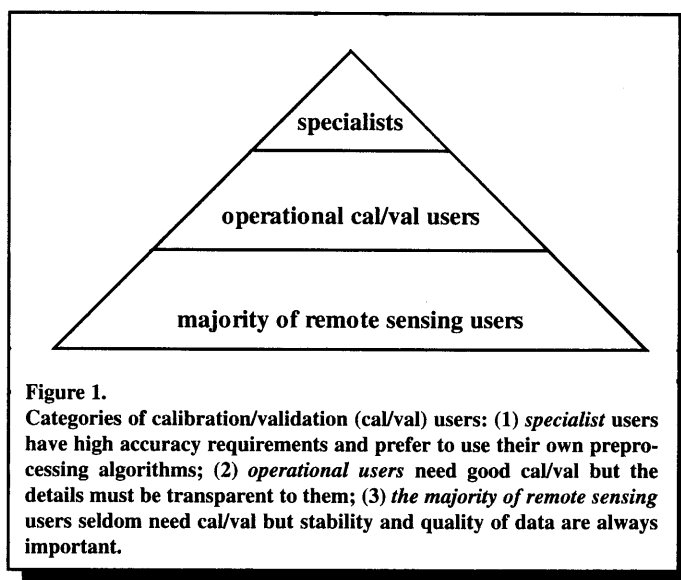 specialists
operational cal/val users
majority of remote sensing users
Figure 1.
Categories of calibration/validation (cal/val) users: (1) specialist users
have high accuracy requirements and prefer to use their own prepro-
cessing algorithms; (2) operational users need good cal/val but the
details must be transparent to them; (3) the majority of remote sensing
users seldom need cal/val but stability and quality of data are always
important.